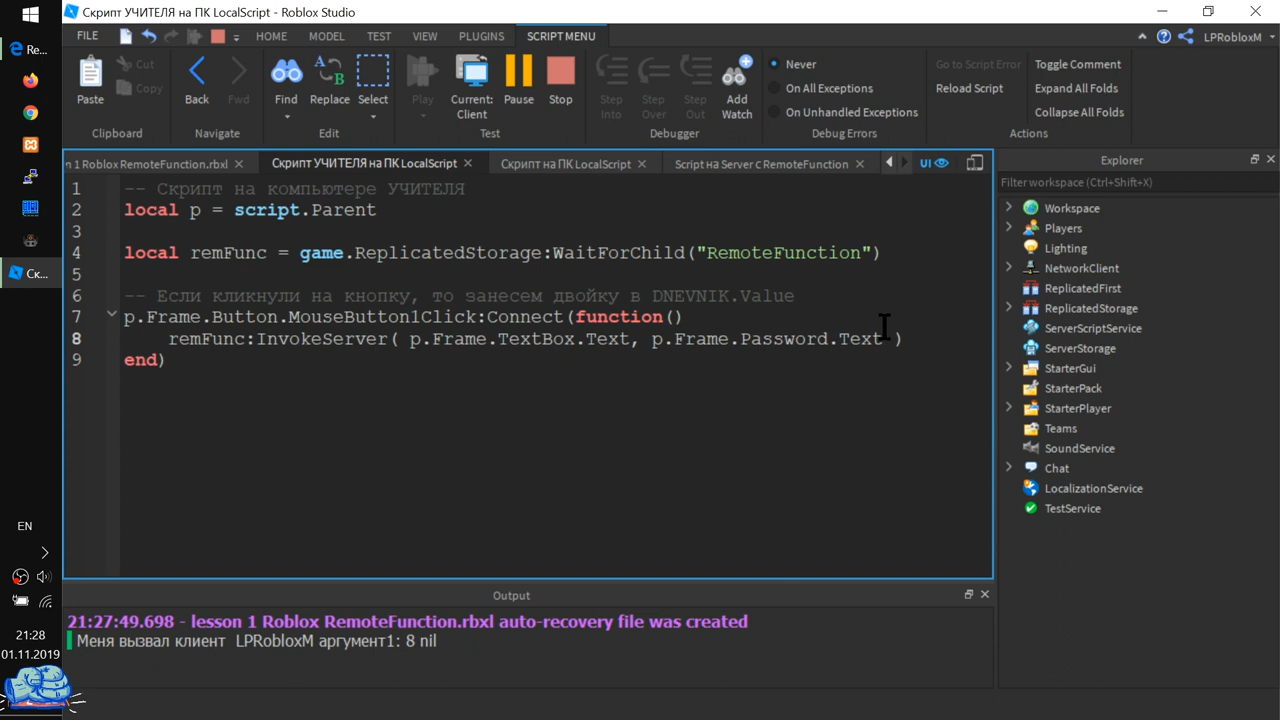 Скрипт УЧИТЕЛЯ на ПК LocalScript - Roblox Studio
FILE HOME MODEL TEST VIEW PLUGINS SCRIPT MENU LPRobloxM
Re...
Paste
Cut
Copy
Clipboard
Back
Fwd
Navigate
Find
Replace
Select
Edit
Play
Current: Client
Pause
Stop
Test
Step Into
Step Over
Step Out
Add Watch
Debugger
Never
On All Exceptions
On Unhandled Exceptions
Debug Errors
Go to Script Error
Reload Script
Toggle Comment
Expand All Folds
Collapse All Folds
Actions
1 Roblox RemoteFunction.rbxl
Скрипт УЧИТЕЛЯ на ПК LocalScript
Скрипт на ПК LocalScript
Script на Server с RemoteFunction
UI
1 -- Скрипт на компьютере УЧИТЕЛЯ
2 local p = script.Parent
3
4 local remFunc = game.ReplicatedStorage:WaitForChild("RemoteFunction")
5
6 -- Если кликнули на кнопку, то занесем двойку в DNEVNIK.Value
7 p.Frame.Button.MouseButton1Click:Connect(function()
8 remFunc:InvokeServer( p.Frame.TextBox.Text, p.Frame.Password.Text )
9 end)
Explorer
Filter workspace (Ctrl+Shift+X)
Workspace
Players
Lighting
NetworkClient
ReplicatedFirst
ReplicatedStorage
ServerScriptService
ServerStorage
StarterGui
StarterPack
StarterPlayer
Teams
SoundService
Chat
LocalizationService
TestService
Output
21:27:49.698 - lesson 1 Roblox RemoteFunction.rbxl auto-recovery file was created
Меня вызвал клиент LPRobloxM аргумент1: 8 nil
Ск...
EN
21:28
01.11.2019